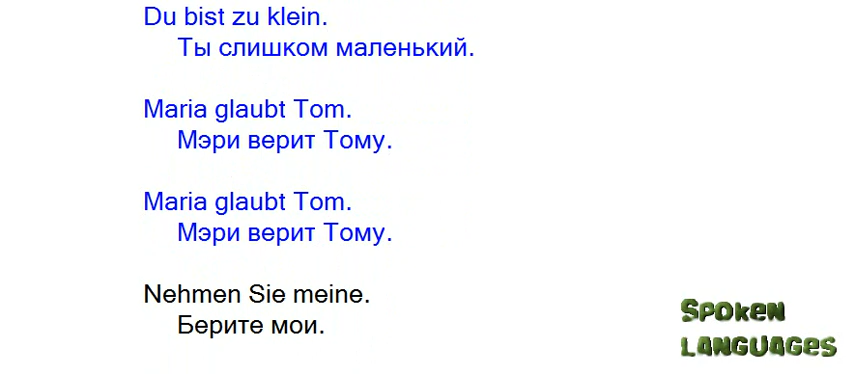 Du bist zu klein.
Ты слишком маленький.
Maria glaubt Tom.
Мэри верит Тому.
Maria glaubt Tom.
Мэри верит Тому.
Nehmen Sie meine.
Берите мои.
Spoken
Languages